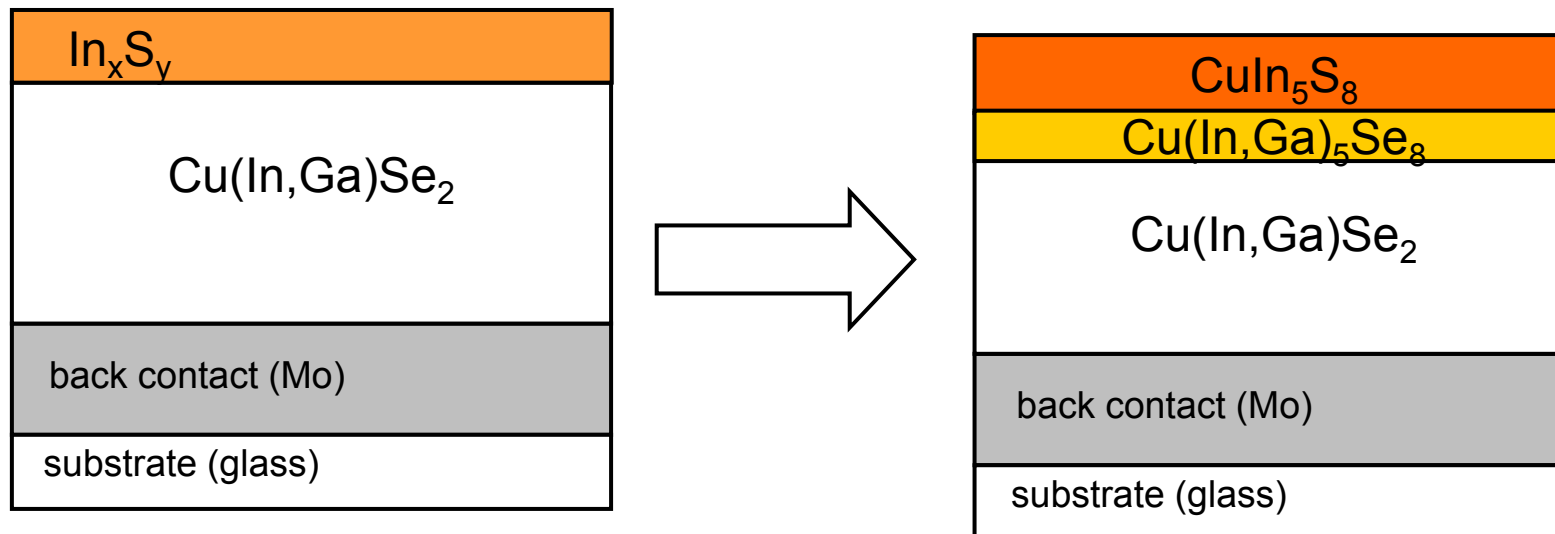 InₓSᵧ
Cu(In,Ga)Se₂
back contact (Mo)
substrate (glass)
CuIn₅S₈
Cu(In,Ga)₅Se₈
Cu(In,Ga)Se₂
back contact (Mo)
substrate (glass)